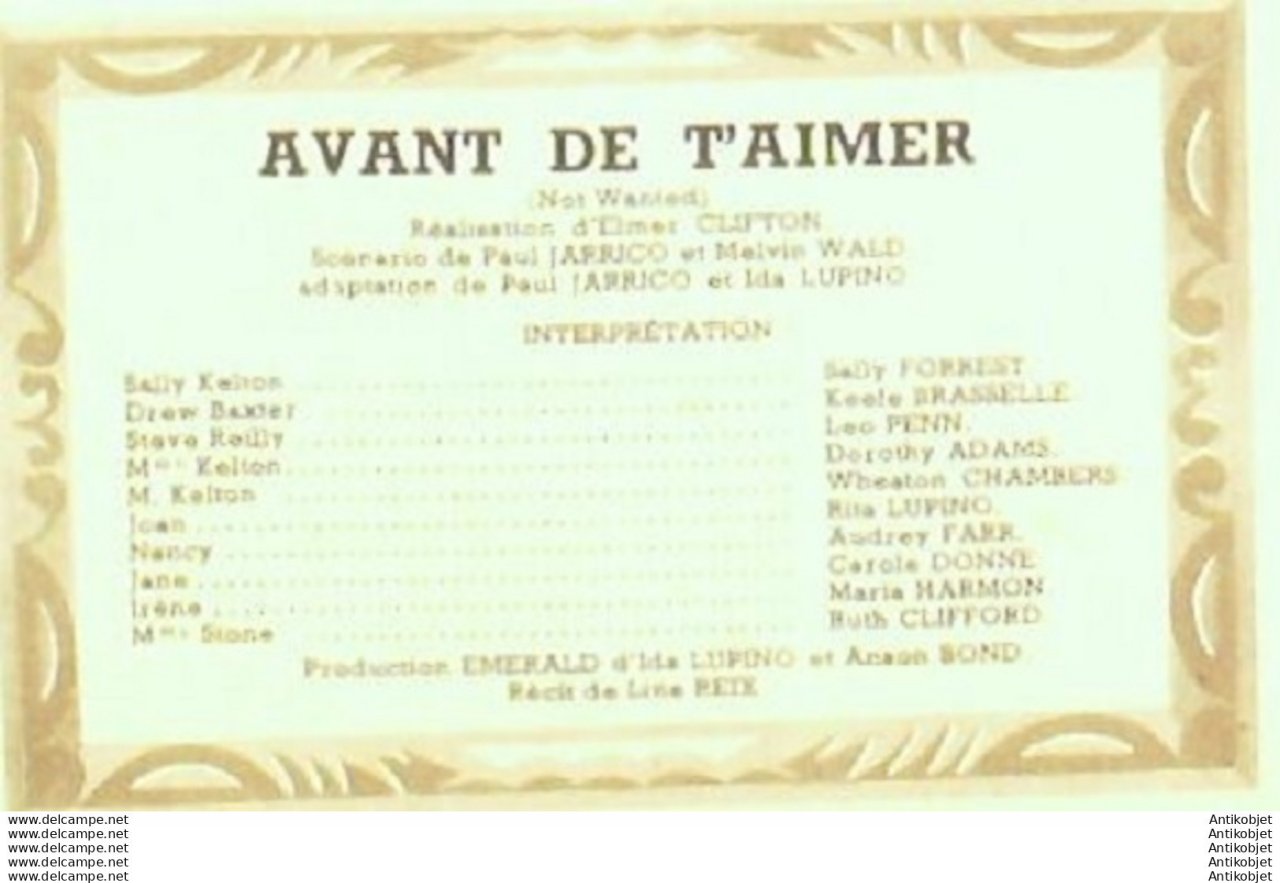 AVANT DE T'AIMER
(Not Wanted)
Réalisation d'Elmer CLIFTON
Scénario de Paul JARRICO et Malvin WALD
adaptation de Paul JARRICO et Ida LUPINO
INTERPRÉTATION
Sally Kelton ........ Sally FORREST
Drew Baxter ........ Keefe BRASSELLE
Steve Reilly ........ Leo PENN.
Mme Kelton ........ Dorothy ADAMS.
M. Kelton ........ Wheaton CHAMBERS
Joan ........ Rita LUPINO.
Nancy ........ Audrey FARR.
Jane ........ Carole DONNE
Irène ........ Maria HARMON
Mme Stone ........ Ruth CLIFFORD
Production EMERALD d'Ida LUPINO et Anson BOND
Récit de Line REIX
www.delcampe.net Antikobjet
www.delcampe.net Antikobjet
www.delcampe.net Antikobjet
www.delcampe.net Antikobjet
www.delcampe.net Antikobjet